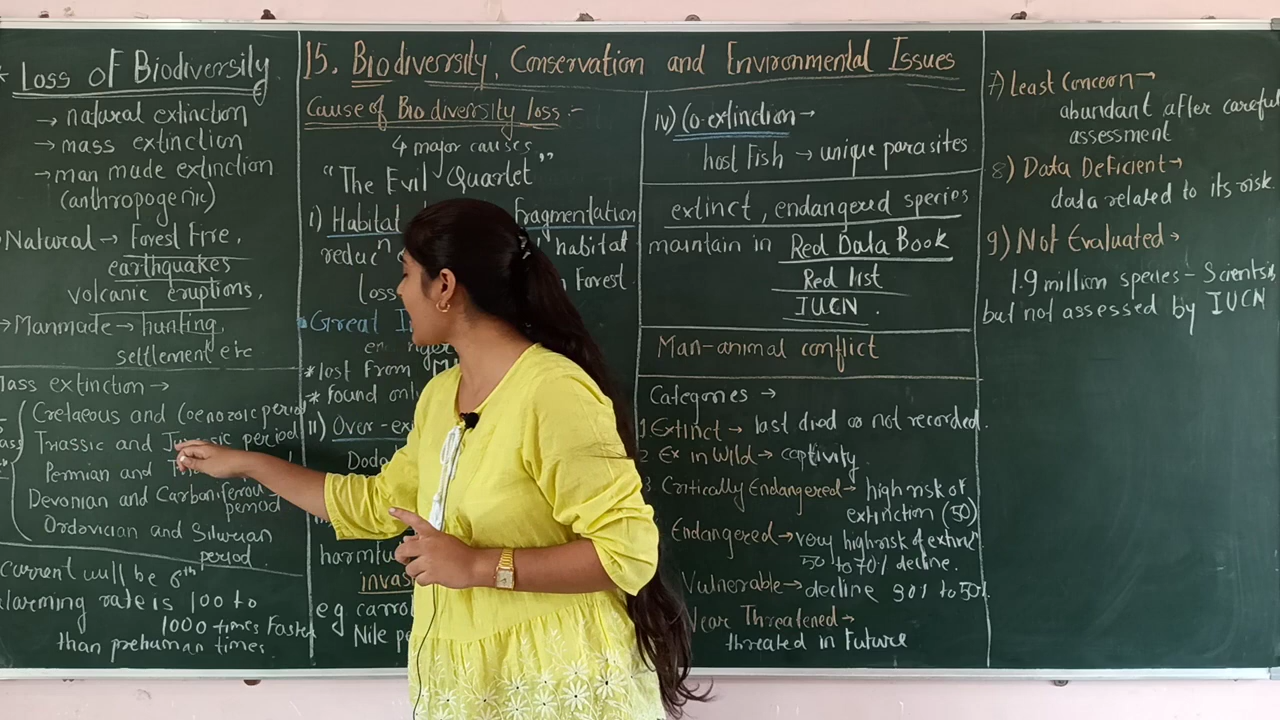 15. Biodiversity, Conservation and Environmental Issues
* Loss of Biodiversity
→ natural extinction
→ mass extinction
→ man made extinction
(anthropogenic)
Natural → Forest Fire,
earthquakes
volcanic eruptions,
→ Manmade → hunting,
settlement etc
Mass extinction →
Cretaeous and Coenozoic period
Triassic and Jurassic period
Permian and
Devonian and Carboniferous
period
Ordovician and Silurian
period
current will be 6th
alarming rate is 100 to
1000 times Faster
than prehuman times.
Cause of Biodiversity loss :-
4 major causes
"The Evil Quartet"
i) Habitat Fragmentation
reducn habitat
Loss Forest.
Great I
* lost From
* found only
ii) Over-ex
Dodo
harmfu
invas
eg carro
Nile pe
iv) Co-extinction →
host Fish → unique parasites
extinct, endangered species
maintain in Red Data Book
Red list
IUCN.
Man-animal conflict
Categories →
1. Extinct → last died or not recorded.
2 Ex in Wild → captivity
3 Critically Endangered → high risk of
extinction (50)
Endangered → very high risk of
50 to 70% decline.
Vulnerable → decline 30% to 50%.
Near Threatened →
threated in Future
7) Least Concern →
abundant after careful
assessment
8) Data Deficient →
data related to its risk.
9) Not Evaluated →
1.9 million species - Scientists
but not assessed by IUCN